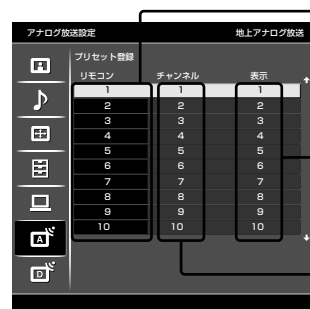 アナログ放送設定 地上アナログ放送
プリセット登録
リモコン チャンネル 表示
1 1 1
2 2 2
3 3 3
4 4 4
5 5 5
6 6 6
7 7 7
8 8 8
9 9 9
10 10 10
A
D